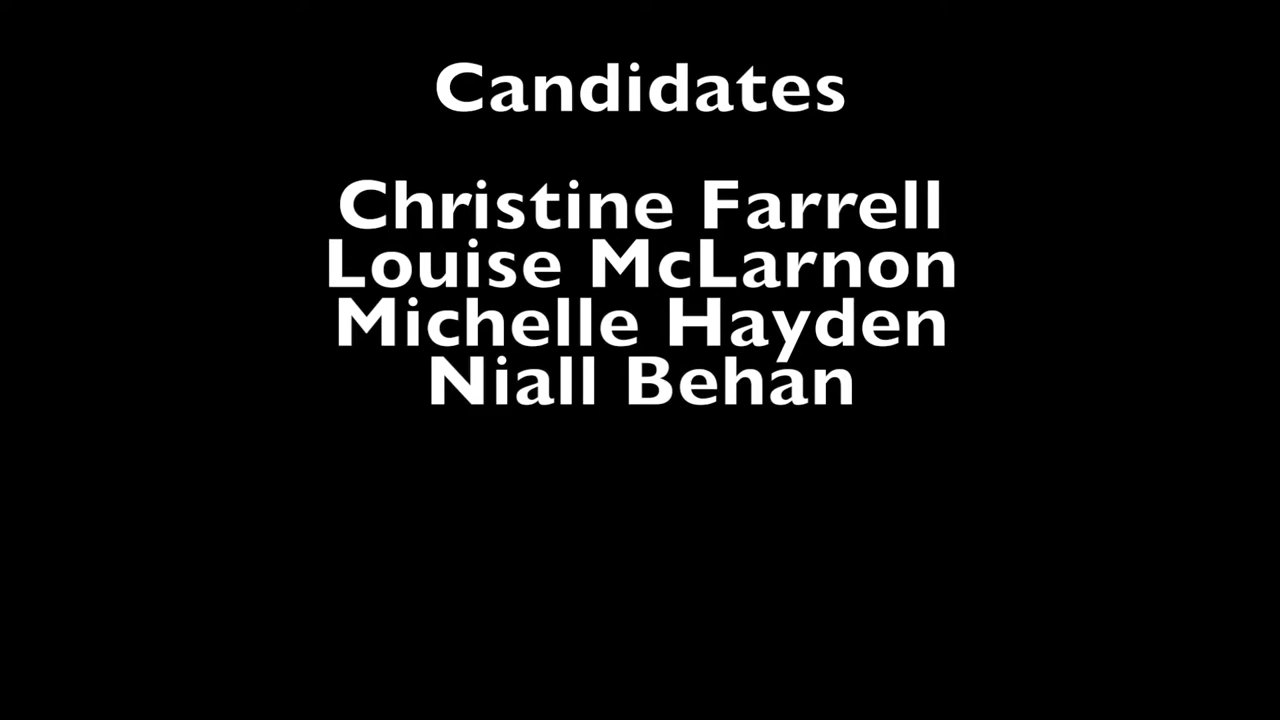 Candidates
Christine Farrell
Louise McLarnon
Michelle Hayden
Niall Behan